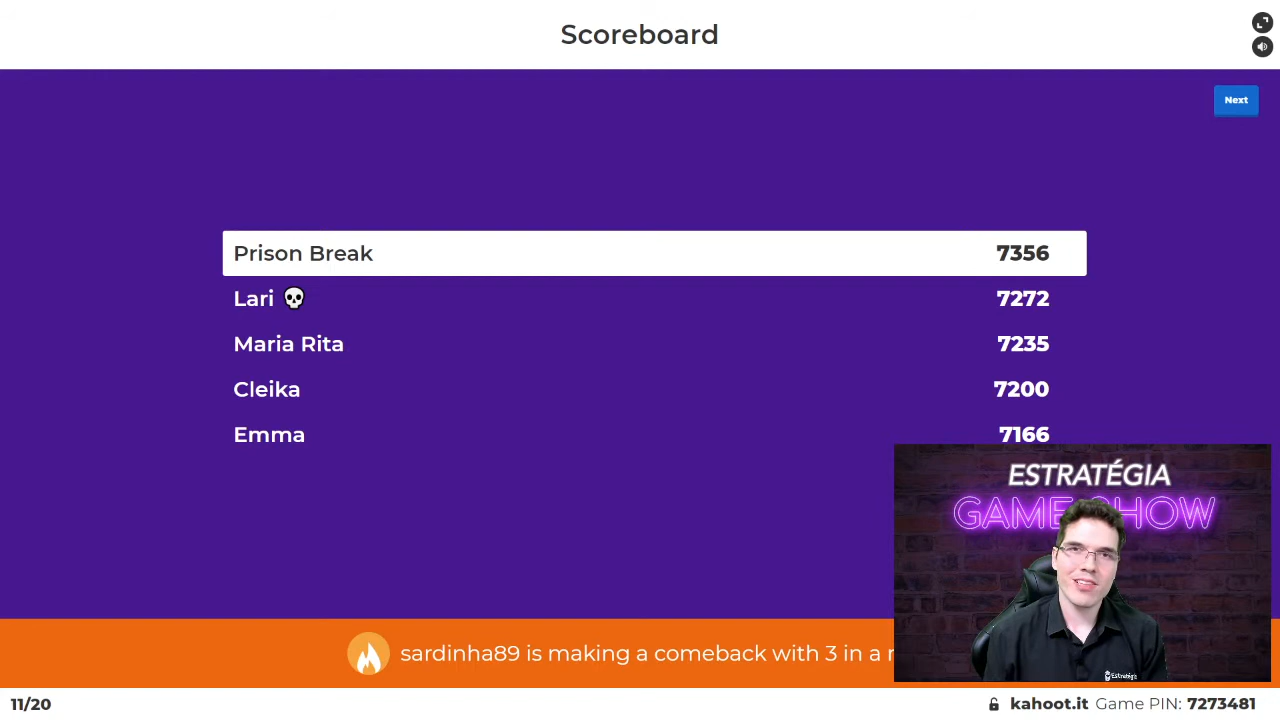 Scoreboard
Next
Prison Break 7356
Lari 💀 7272
Maria Rita 7235
Cleika 7200
Emma 7166
ESTRATÉGIA
GAME SHOW
Estratégia
sardinha89 is making a comeback with 3 in a
11/20
kahoot.it Game PIN: 7273481